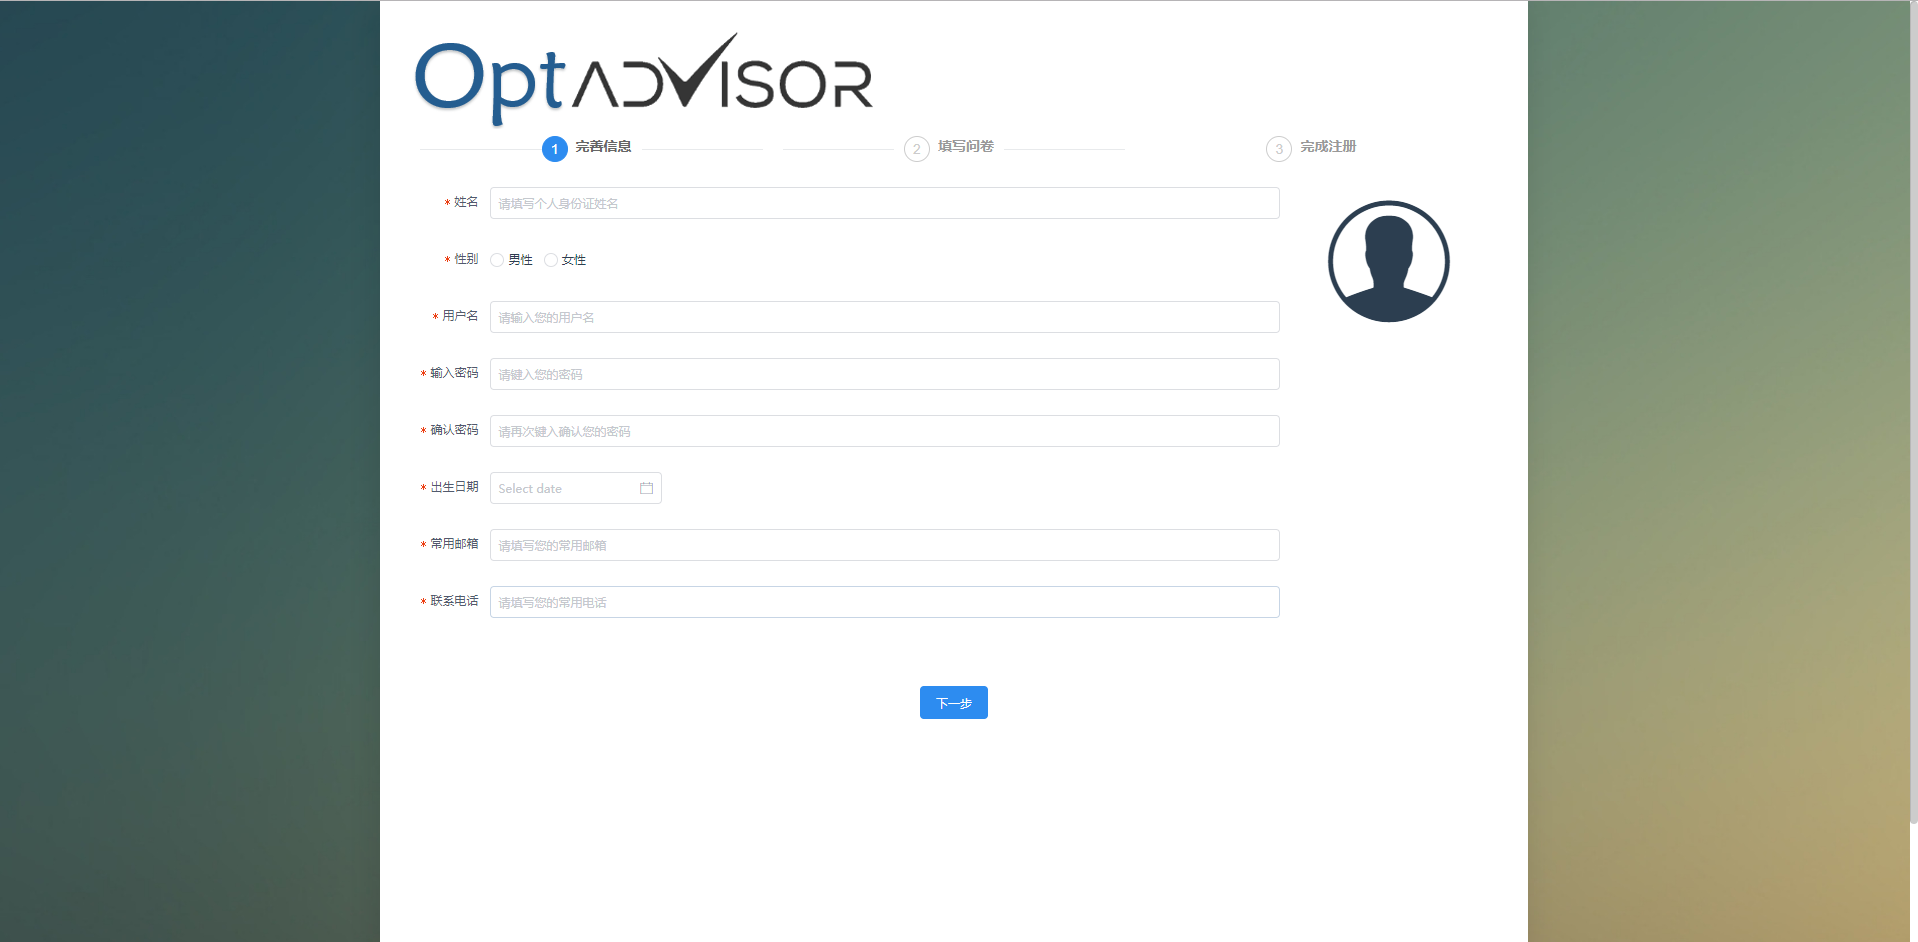 OptADVISOR
1 完善信息 2 填写问卷 3 完成注册
* 姓名 请填写个人身份证姓名
* 性别 男性 女性
* 用户名 请输入您的用户名
* 输入密码 请键入您的密码
* 确认密码 请再次键入确认您的密码
* 出生日期 Select date
* 常用邮箱 请填写您的常用邮箱
* 联系电话 请填写您的常用电话
下一步